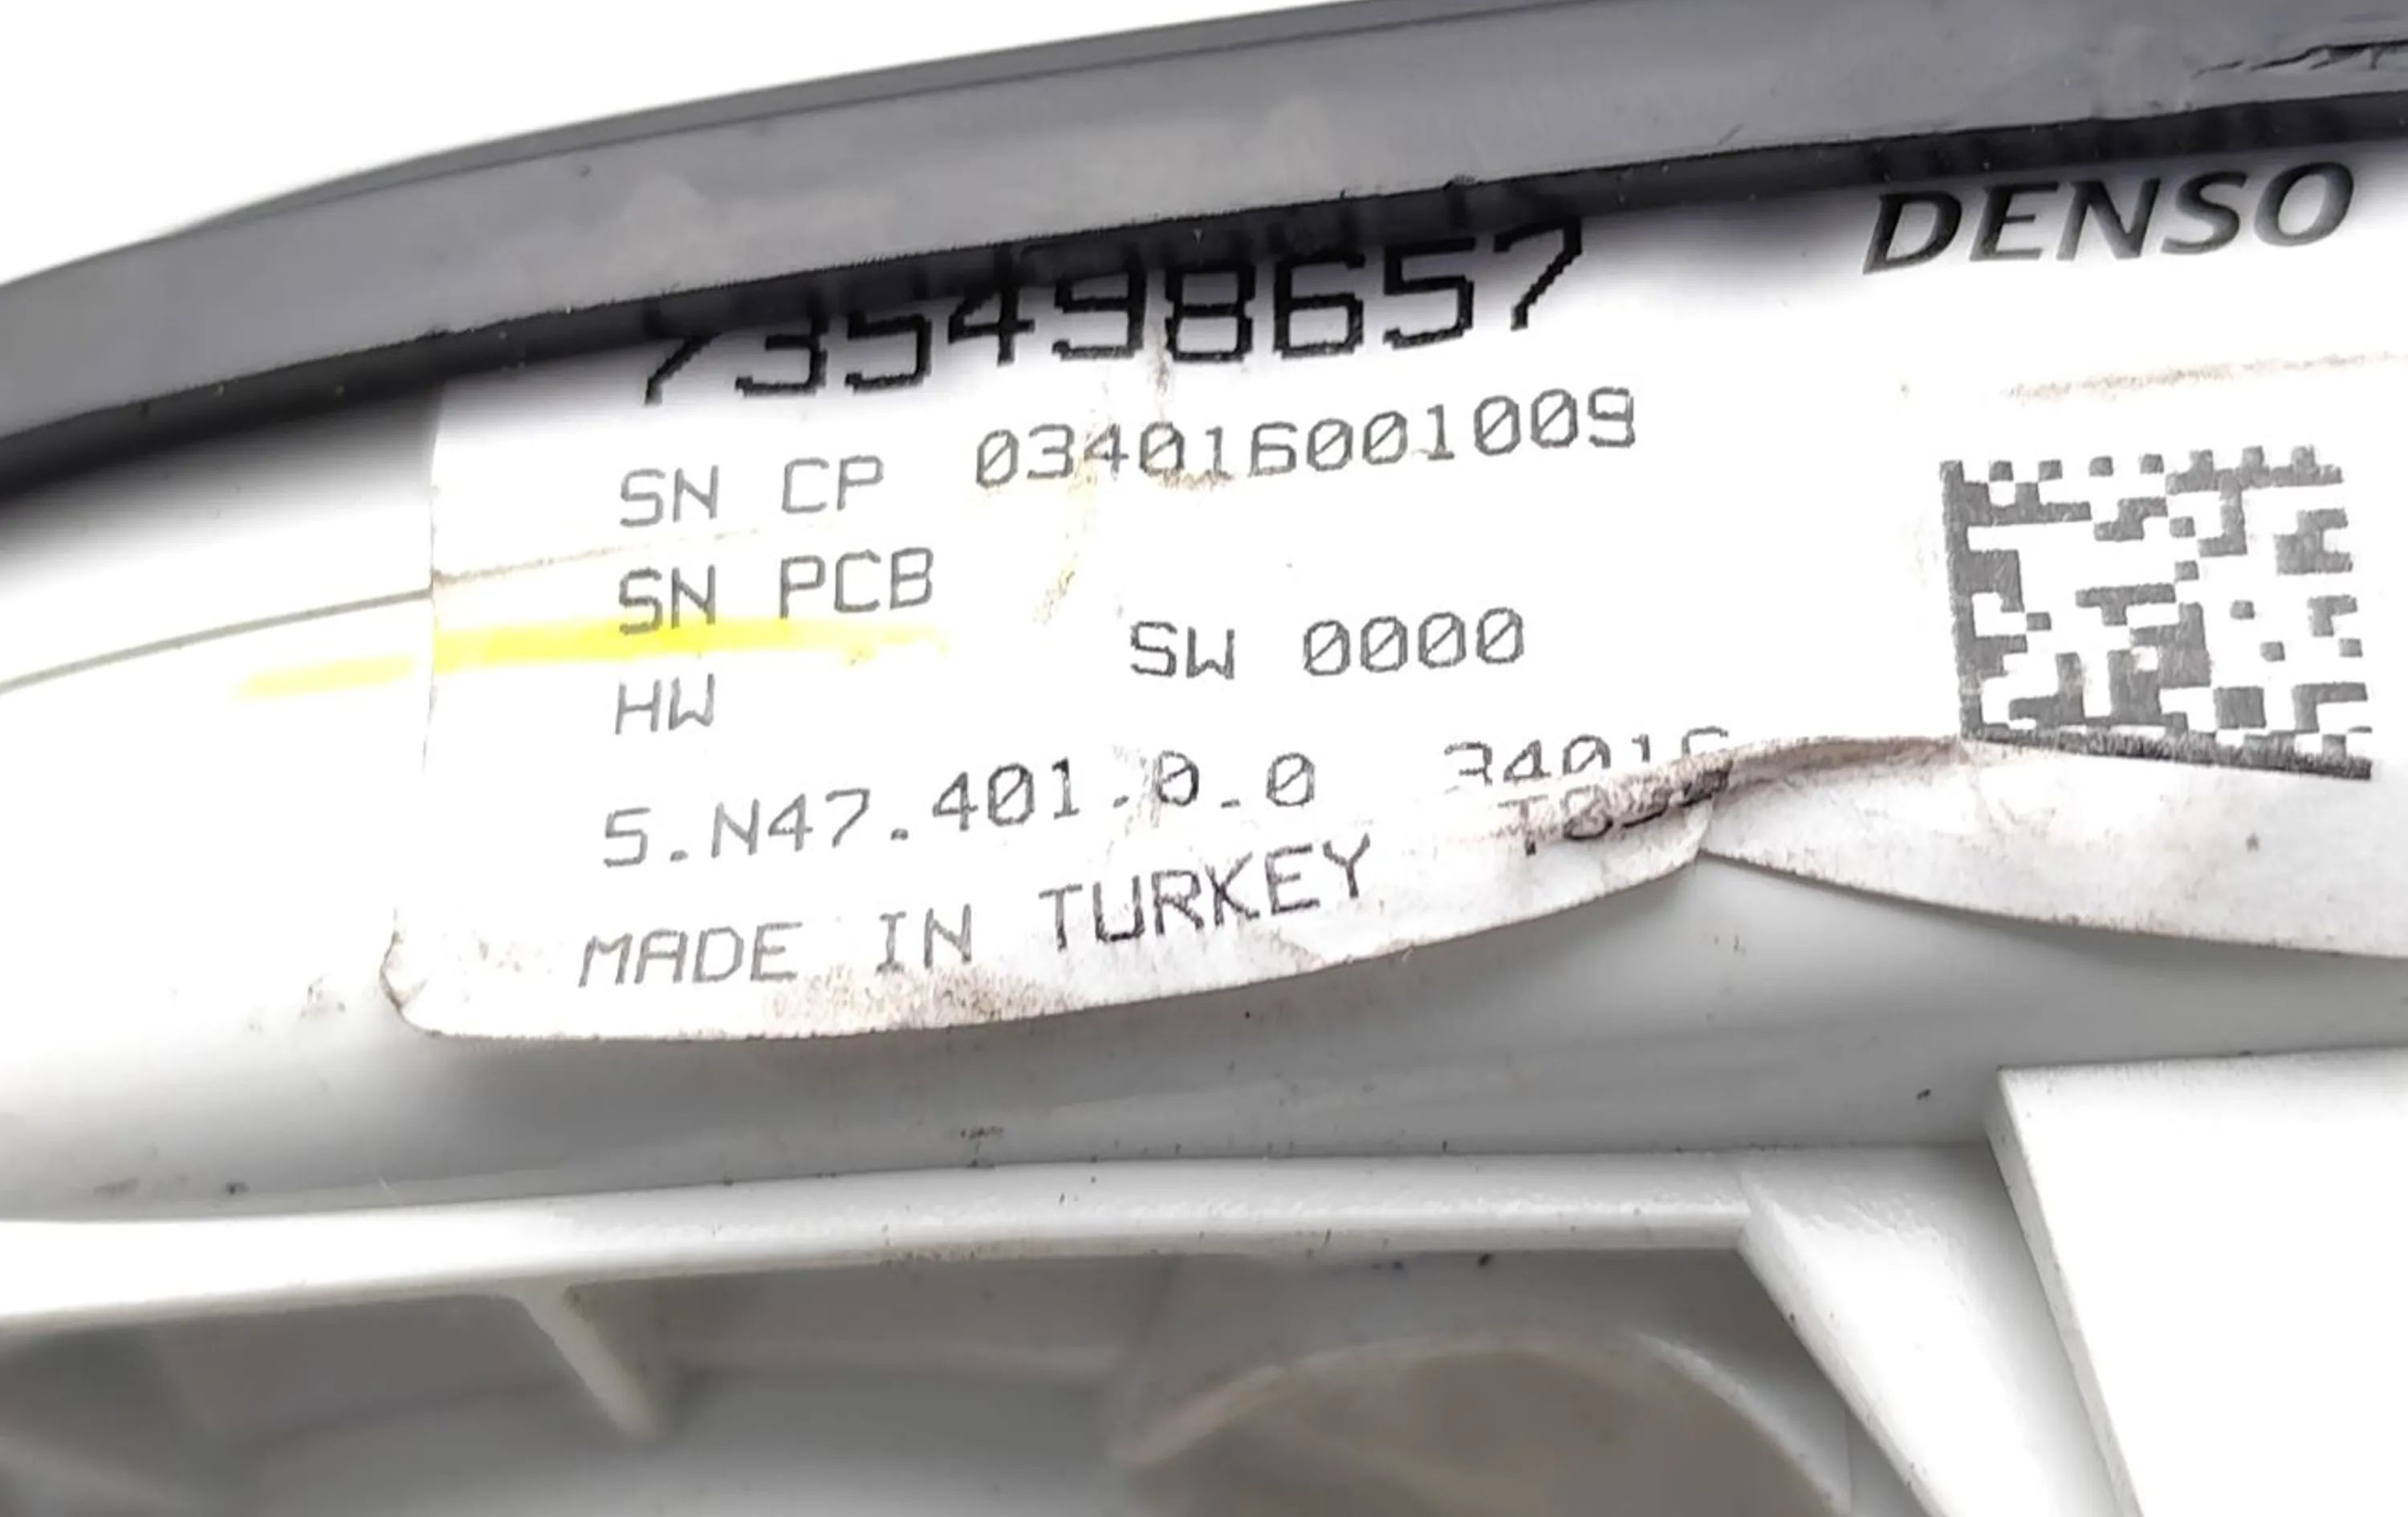 DENSO
735498657
SN CP 034016001009
SN PCB
HW SW 0000
5.N47.401.0.0
MADE IN TURKEY